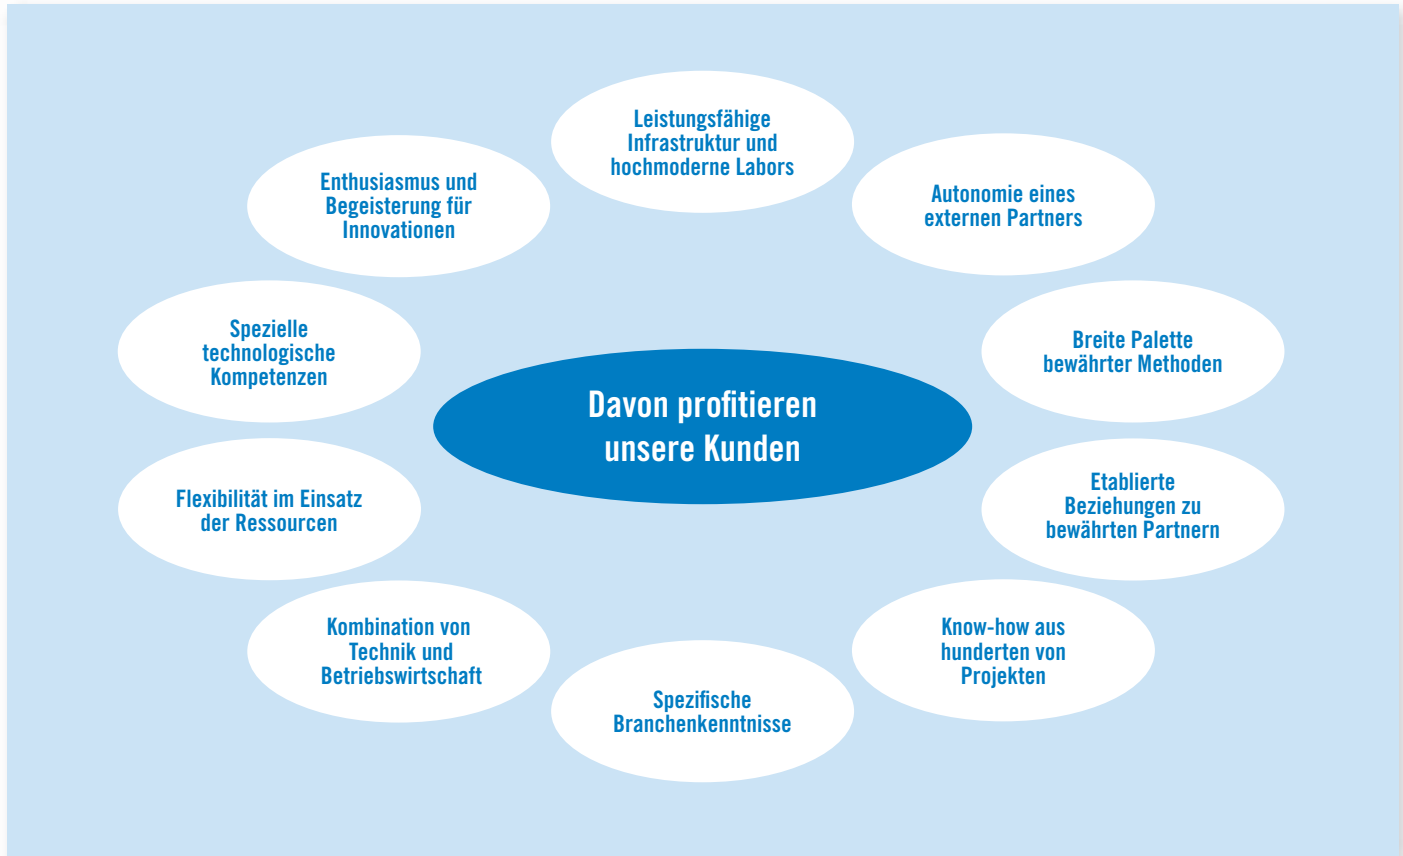 Leistungsfähige
Infrastruktur und
hochmoderne Labors
Enthusiasmus und
Begeisterung für
Innovationen
Autonomie eines
externen Partners
Spezielle
technologische
Kompetenzen
Breite Palette
bewährter Methoden
Davon profitieren
unsere Kunden
Flexibilität im Einsatz
der Ressourcen
Etablierte
Beziehungen zu
bewährten Partnern
Kombination von
Technik und
Betriebswirtschaft
Know-how aus
hunderten von
Projekten
Spezifische
Branchenkenntnisse